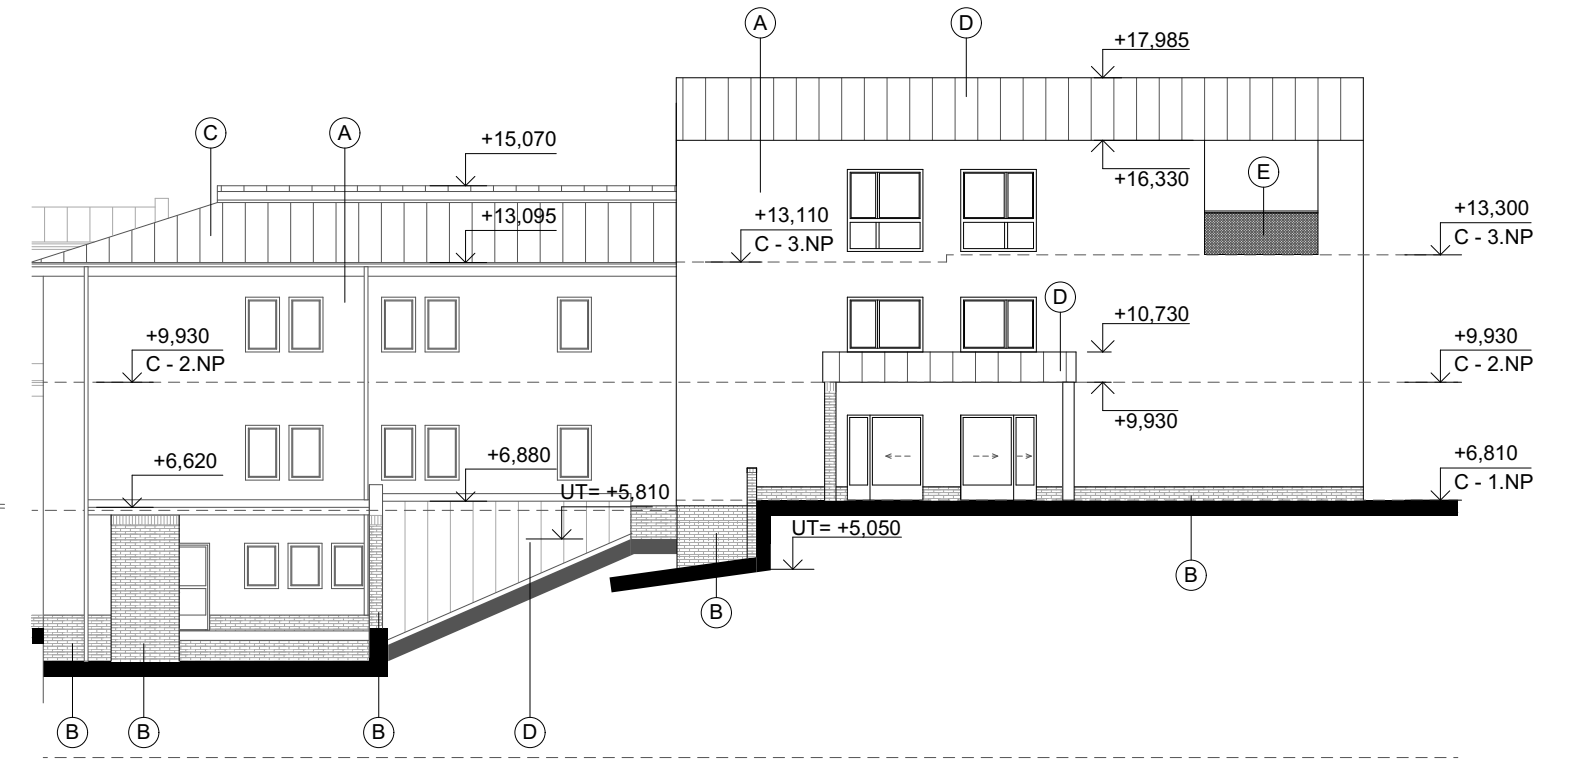 A
D
+17,985
C
A
+15,070
+16,330
E
+13,095
+13,110
C - 3.NP
+13,300
C - 3.NP
D
+10,730
+9,930
C - 2.NP
+9,930
C - 2.NP
+9,930
+6,620
+6,880
+6,810
C - 1.NP
UT= +5,810
UT= +5,050
B
B
B
B
B
D